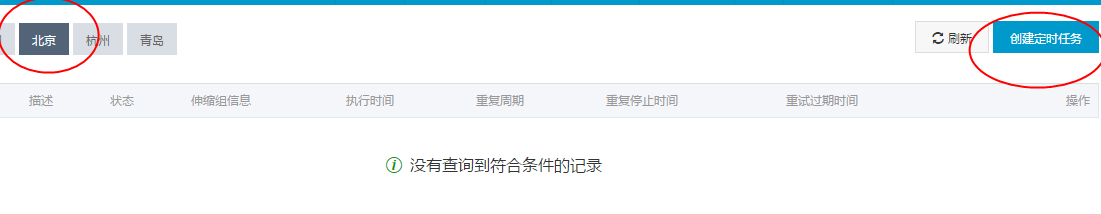 北京 杭州 青岛 刷新 创建定时任务
描述 状态 伸缩组信息 执行时间 重复周期 重复停止时间 重试过期时间 操作
没有查询到符合条件的记录